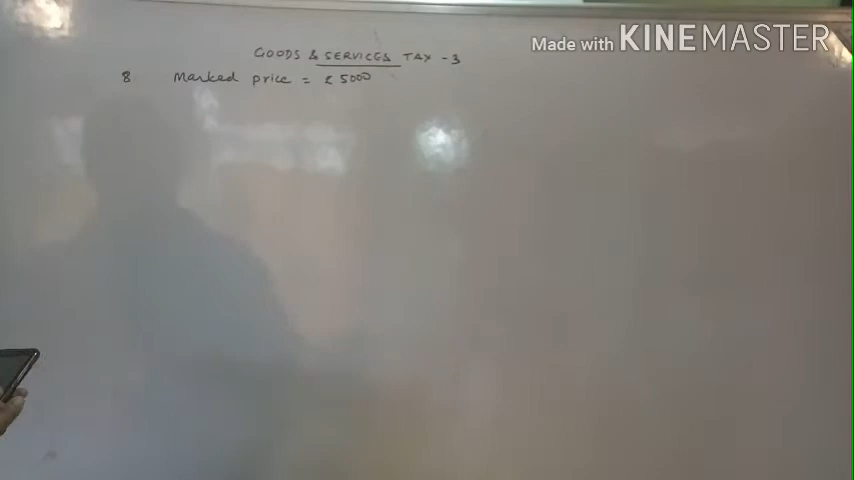 Made with KINEMASTER
GOODS & SERVICES TAX - 3
8 Marked price = ₹ 5000